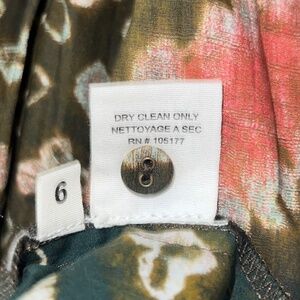 DRY CLEAN ONLY
NETTOYAGE A SEC
RN # 105177
6